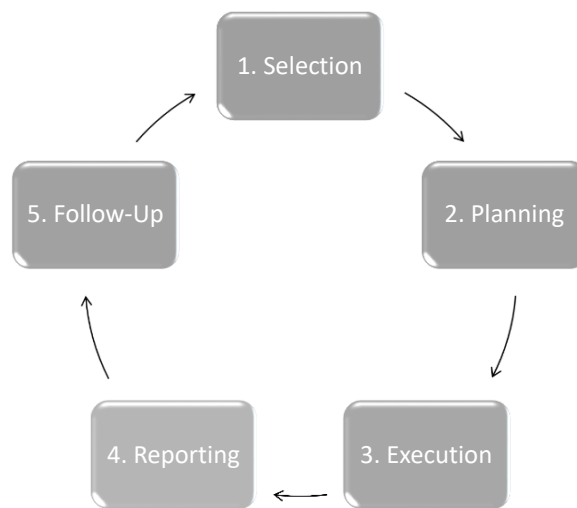 1. Selection
2. Planning
3. Execution
4. Reporting
5. Follow-Up